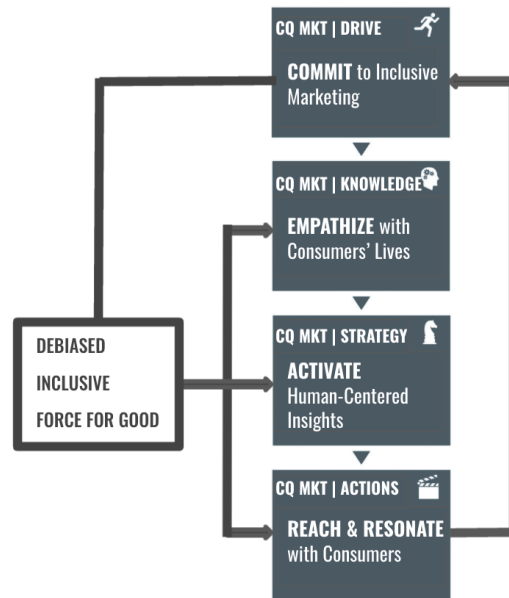 CQ MKT | DRIVE
COMMIT to Inclusive
Marketing
CQ MKT | KNOWLEDGE
EMPATHIZE with
Consumers' Lives
DEBIASED
INCLUSIVE
FORCE FOR GOOD
CQ MKT | STRATEGY
ACTIVATE
Human-Centered
Insights
CQ MKT | ACTIONS
REACH & RESONATE
with Consumers